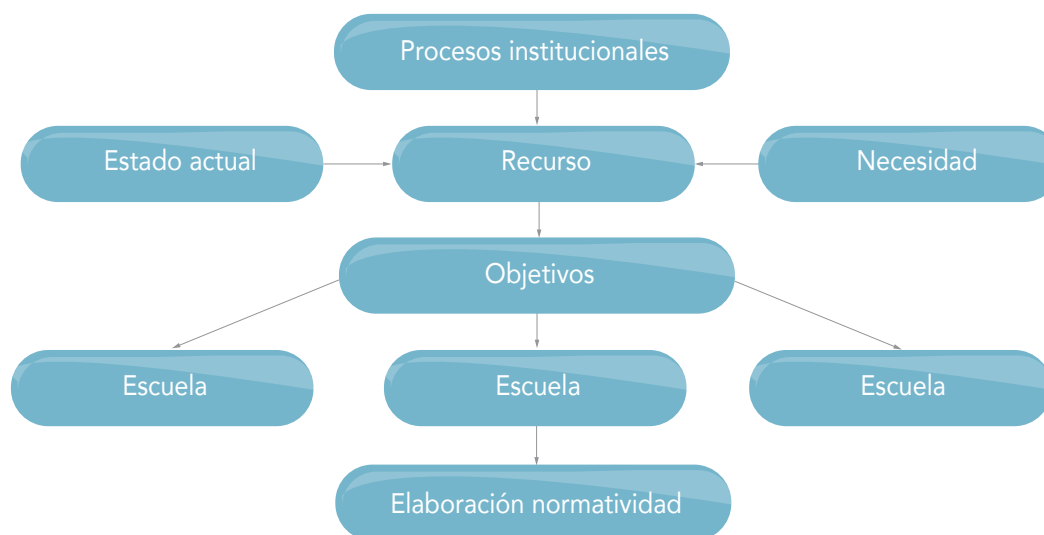 Procesos institucionales
Estado actual
Recurso
Necesidad
Objetivos
Escuela
Escuela
Escuela
Elaboración normatividad